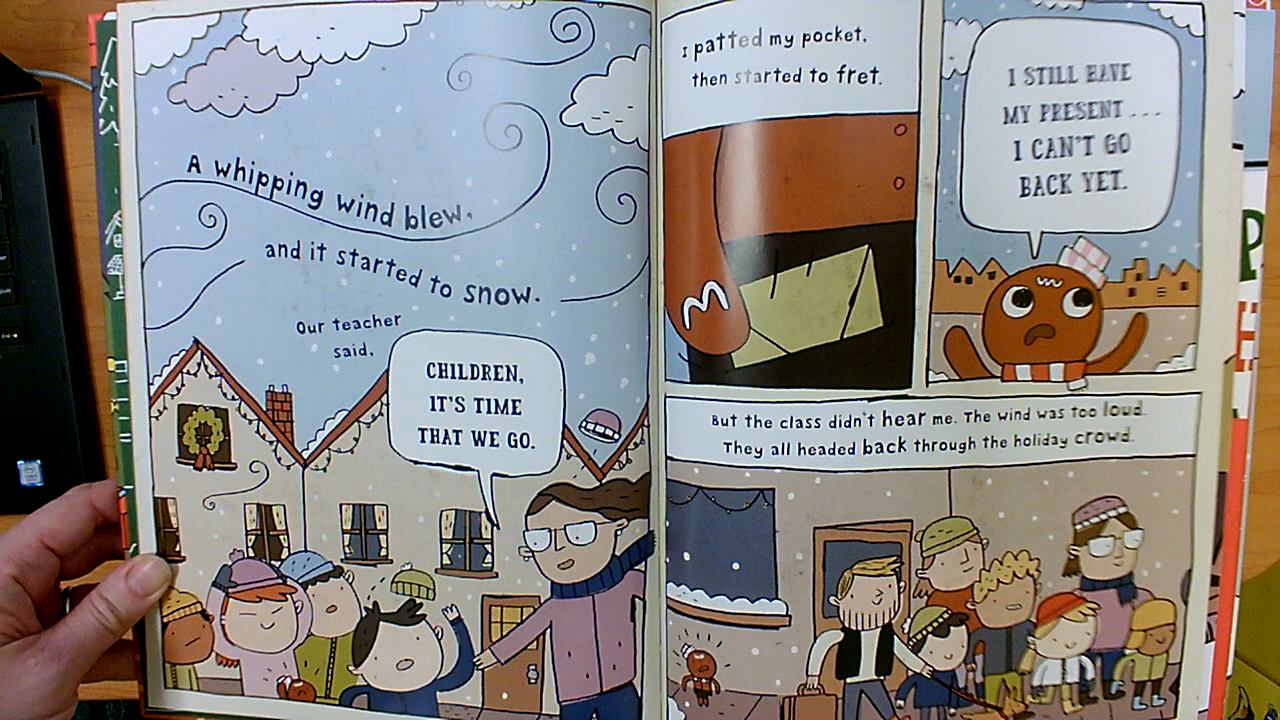 A whipping wind blew,
and it started to snow.
Our teacher
said,
CHILDREN,
IT'S TIME
THAT WE GO.
I patted my pocket,
then started to fret.
I STILL HAVE
MY PRESENT...
I CAN'T GO
BACK YET.
But the class didn't hear me. The wind was too loud.
They all headed back through the holiday crowd.